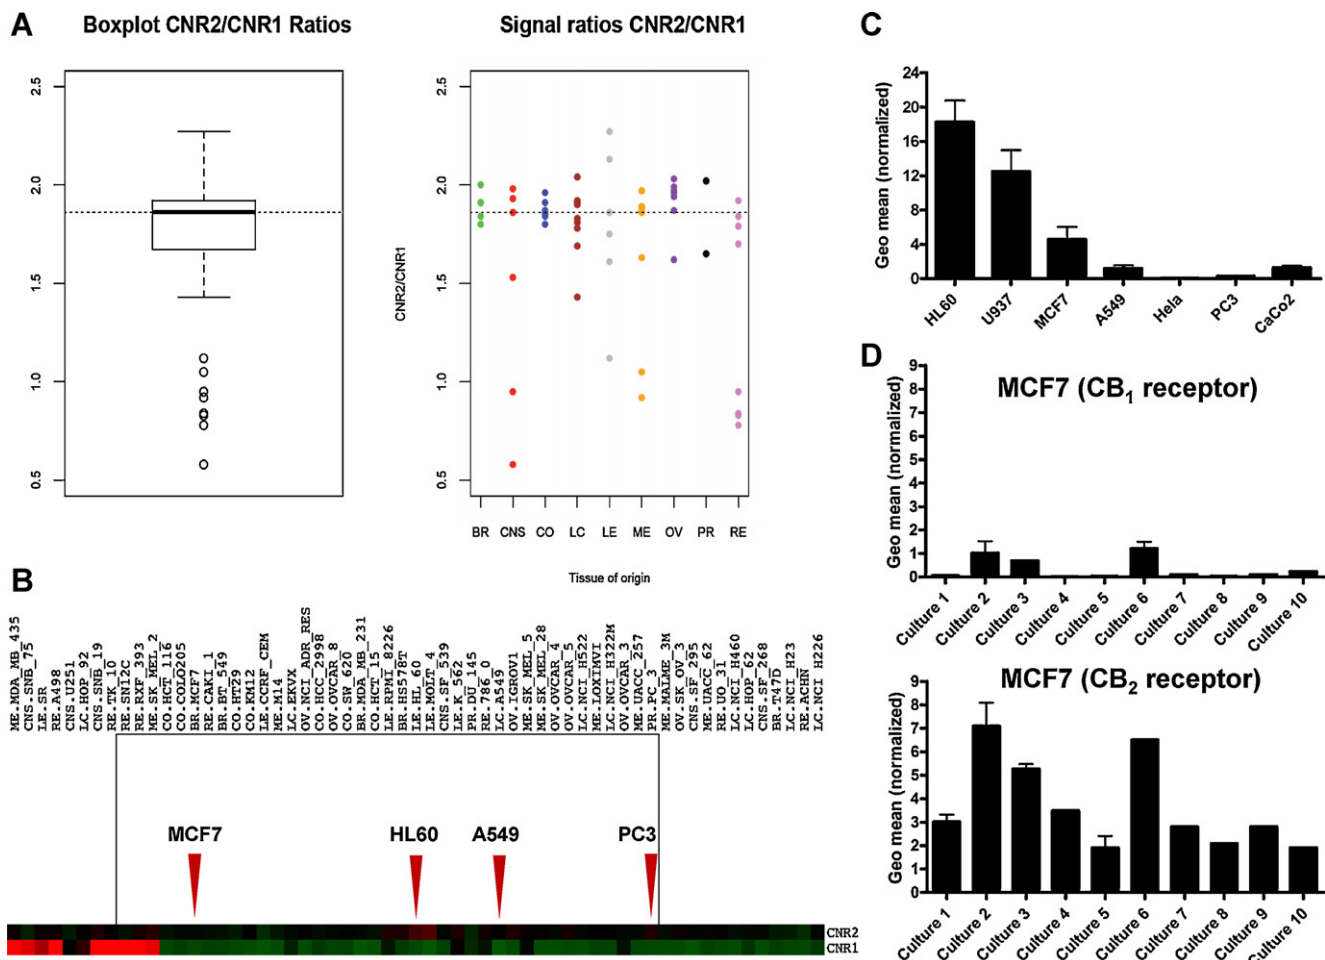 A
Boxplot CNR2/CNR1 Ratios
2.5
2.0
1.5
1.0
0.5
Signal ratios CNR2/CNR1
CNR2/CNR1
2.5
2.0
1.5
1.0
0.5
BR CNS CO LC LE ME OV PR RE
Tissue of origin
B
ME.MDA_MB_435
CNS.SNB_75
LE.SR
RE.A498
CNS.U251
LC.HOP_92
CNS.SNB_19
RE.TK_10
RE.SN12C
RE.RXF_393
ME.SK_MEL_2
CO.HCT_116
CO.COLO205
BR.MCF7
RE.CAKI_1
BR.BT_549
CO.HT29
CO.KM12
LE.CCRF_CEM
ME.M14
LC.EKVX
OV.NCI_ADR_RES
CO.HCC_2998
OV.OVCAR_8
CO.SW_620
BR.MDA_MB_231
CO.HCT_15
LE.RPMI_8226
BR.HS578T
LE.HL_60
LE.MOLT_4
CNS.SF_539
LE.K_562
PR.DU_145
RE.786_0
LC.A549
OV.IGROV1
ME.SK_MEL_5
ME.SK_MEL_28
OV.OVCAR_4
OV.OVCAR_5
LC.NCI_H522
ME.LOXIMVI
LC.NCI_H322M
OV.OVCAR_3
ME.UACC_257
PR.PC_3
ME.MALME_3M
OV.SK_OV_3
CNS.SF_295
ME.UACC_62
RE.UO_31
LC.NCI_H460
LC.HOP_62
CNS.SF_268
BR.T47D
LC.NCI_H23
RE.ACHN
LC.NCI_H226
MCF7 HL60 A549 PC3
CNR2
CNR1
C
Geo mean (normalized)
24
20
16
12
8
4
0
HL60 U937 MCF7 A549 Hela PC3 CaCo2
D
MCF7 (CB1 receptor)
Geo mean (normalized)
9
8
7
6
5
4
3
2
1
0
Culture 1 Culture 2 Culture 3 Culture 4 Culture 5 Culture 6 Culture 7 Culture 8 Culture 9 Culture 10
MCF7 (CB2 receptor)
Geo mean (normalized)
9
8
7
6
5
4
3
2
1
0
Culture 1 Culture 2 Culture 3 Culture 4 Culture 5 Culture 6 Culture 7 Culture 8 Culture 9 Culture 10